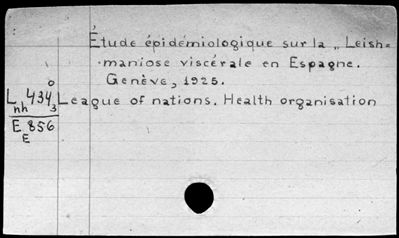 Étude épidémiologique sur la „Leish=
maniose viscérale en Espagne.
Genève, 1925.
L nh 434 0 3
League of nations. Health organisation
E E 856